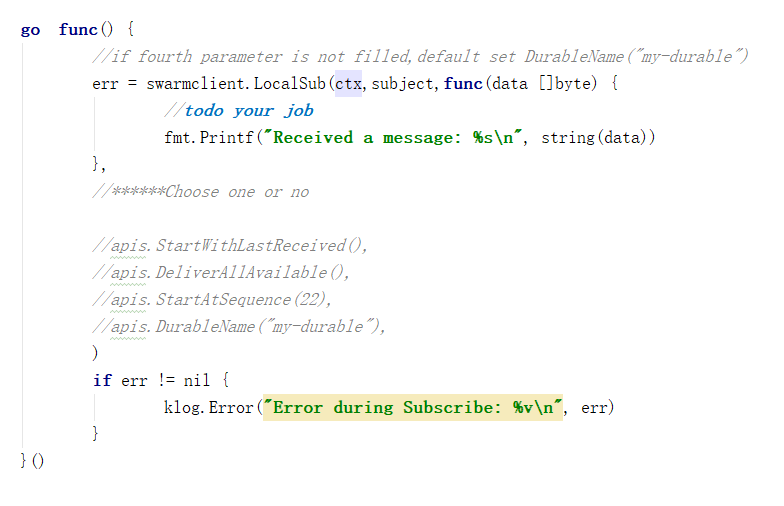 go  func() {
//if fourth parameter is not filled,default set DurableName("my-durable")
err = swarmclient.LocalSub(ctx,subject,func(data []byte) {
//todo your job
fmt.Printf("Received a message: %s\n", string(data))
},
//******Choose one or no
//apis.StartWithLastReceived(),
//apis.DeliverAllAvailable(),
//apis.StartAtSequence(22),
//apis.DurableName("my-durable"),
)
if err != nil {
klog.Error("Error during Subscribe: %v\n", err)
}
}()